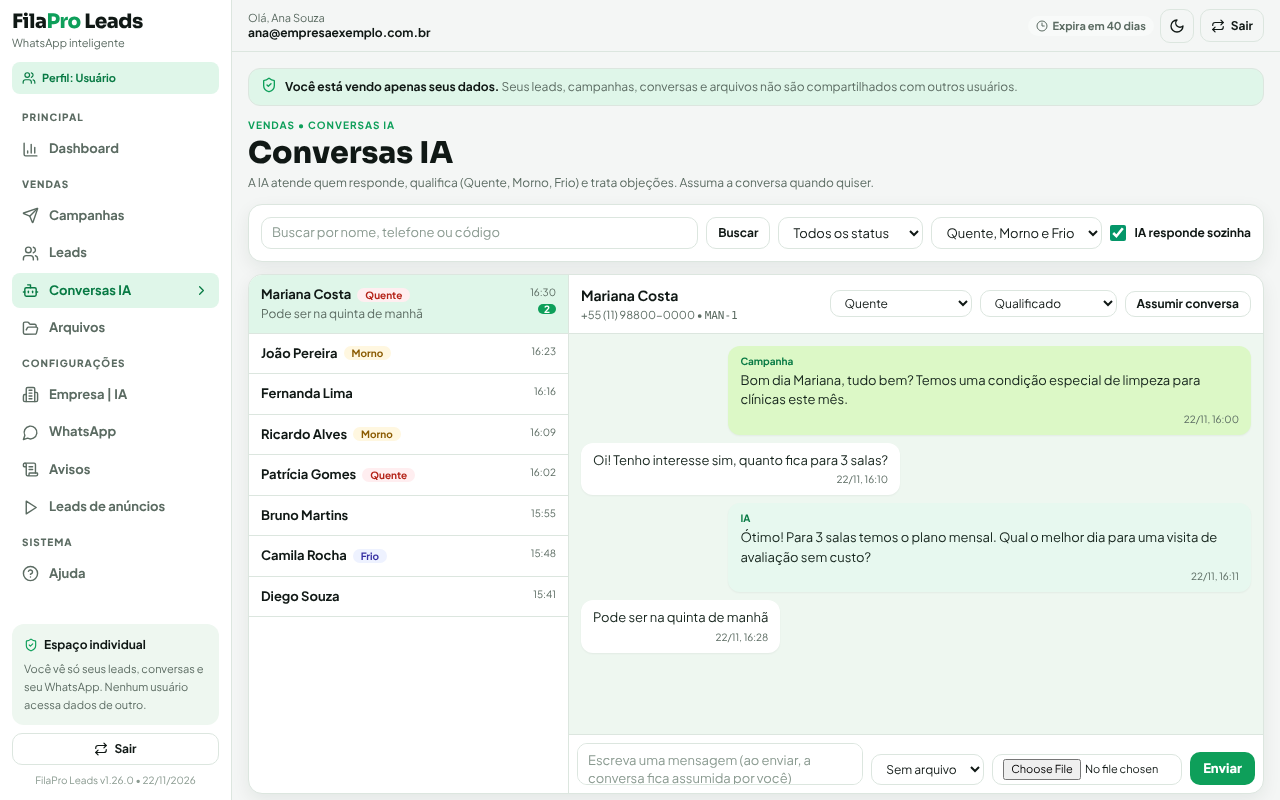 FilaPro Leads
WhatsApp inteligente
Perfil: Usuário
PRINCIPAL
Dashboard
VENDAS
Campanhas
Leads
Conversas IA
Arquivos
CONFIGURAÇÕES
Empresa | IA
WhatsApp
Avisos
Leads de anúncios
SISTEMA
Ajuda
Espaço individual
Você vê só seus leads, conversas e
seu WhatsApp. Nenhum usuário
acessa dados de outro.
Sair
FilaPro Leads v1.26.0 • 22/11/2026
Olá, Ana Souza
ana@empresaexemplo.com.br
Expira em 40 dias
Sair
Você está vendo apenas seus dados. Seus leads, campanhas, conversas e arquivos não são compartilhados com outros usuários.
VENDAS • CONVERSAS IA
Conversas IA
A IA atende quem responde, qualifica (Quente, Morno, Frio) e trata objeções. Assuma a conversa quando quiser.
Buscar por nome, telefone ou código
Buscar
Todos os status
Quente, Morno e Frio
IA responde sozinha
Mariana Costa Quente 16:30
Pode ser na quinta de manhã 2
João Pereira Morno 16:23
Fernanda Lima 16:16
Ricardo Alves Morno 16:09
Patrícia Gomes Quente 16:02
Bruno Martins 15:55
Camila Rocha Frio 15:48
Diego Souza 15:41
Mariana Costa
+55 (11) 98800-0000 • MAN-1
Quente
Qualificado
Assumir conversa
Campanha
Bom dia Mariana, tudo bem? Temos uma condição especial de limpeza para
clínicas este mês.
22/11, 16:00
Oi! Tenho interesse sim, quanto fica para 3 salas?
22/11, 16:10
IA
Ótimo! Para 3 salas temos o plano mensal. Qual o melhor dia para uma visita de
avaliação sem custo?
22/11, 16:11
Pode ser na quinta de manhã
22/11, 16:28
Escreva uma mensagem (ao enviar, a
conversa fica assumida por você)
Sem arquivo
Choose File No file chosen
Enviar